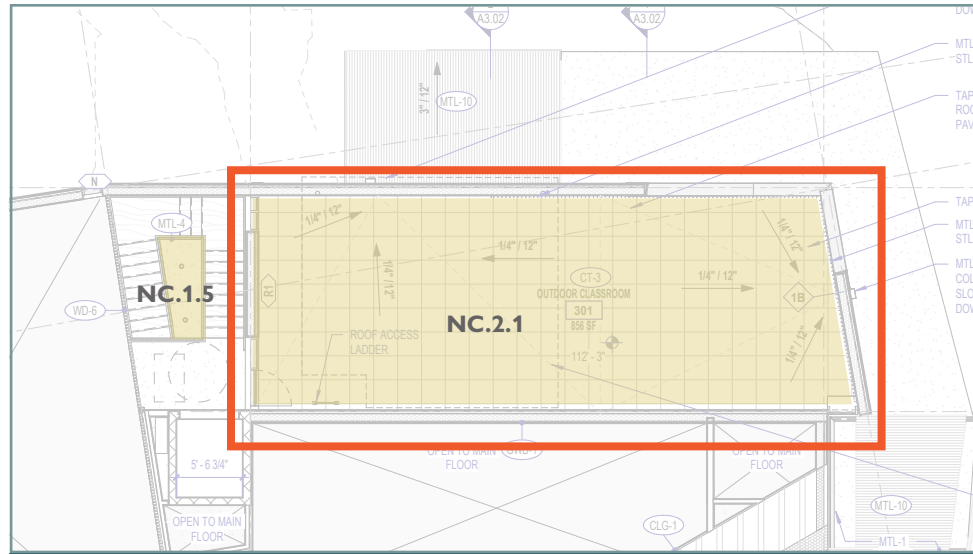 A3.02
A3.02
DOW
MTL
STL
3" / 12"
MTL-10
TAP
ROO
PAV
N
MTL-4
1/4" / 12"
1/4" / 12"
1/4" / 12"
1/4" / 12"
1/4" / 12"
TAP
MTL
STL
MTL
COL
SLO
DOW
NC.1.5
WD-6
R1
CT-3
OUTDOOR CLASSROOM
301
856 SF
1B
NC.2.1
ROOF ACCESS
LADDER
112' - 3"
1/4" / 12"
OPEN TO MAIN
FLOOR
OPEN TO MAIN
FLOOR
5' - 6 3/4"
MTL-10
OPEN TO MAIN
FLOOR
CLG-1
MTL-1